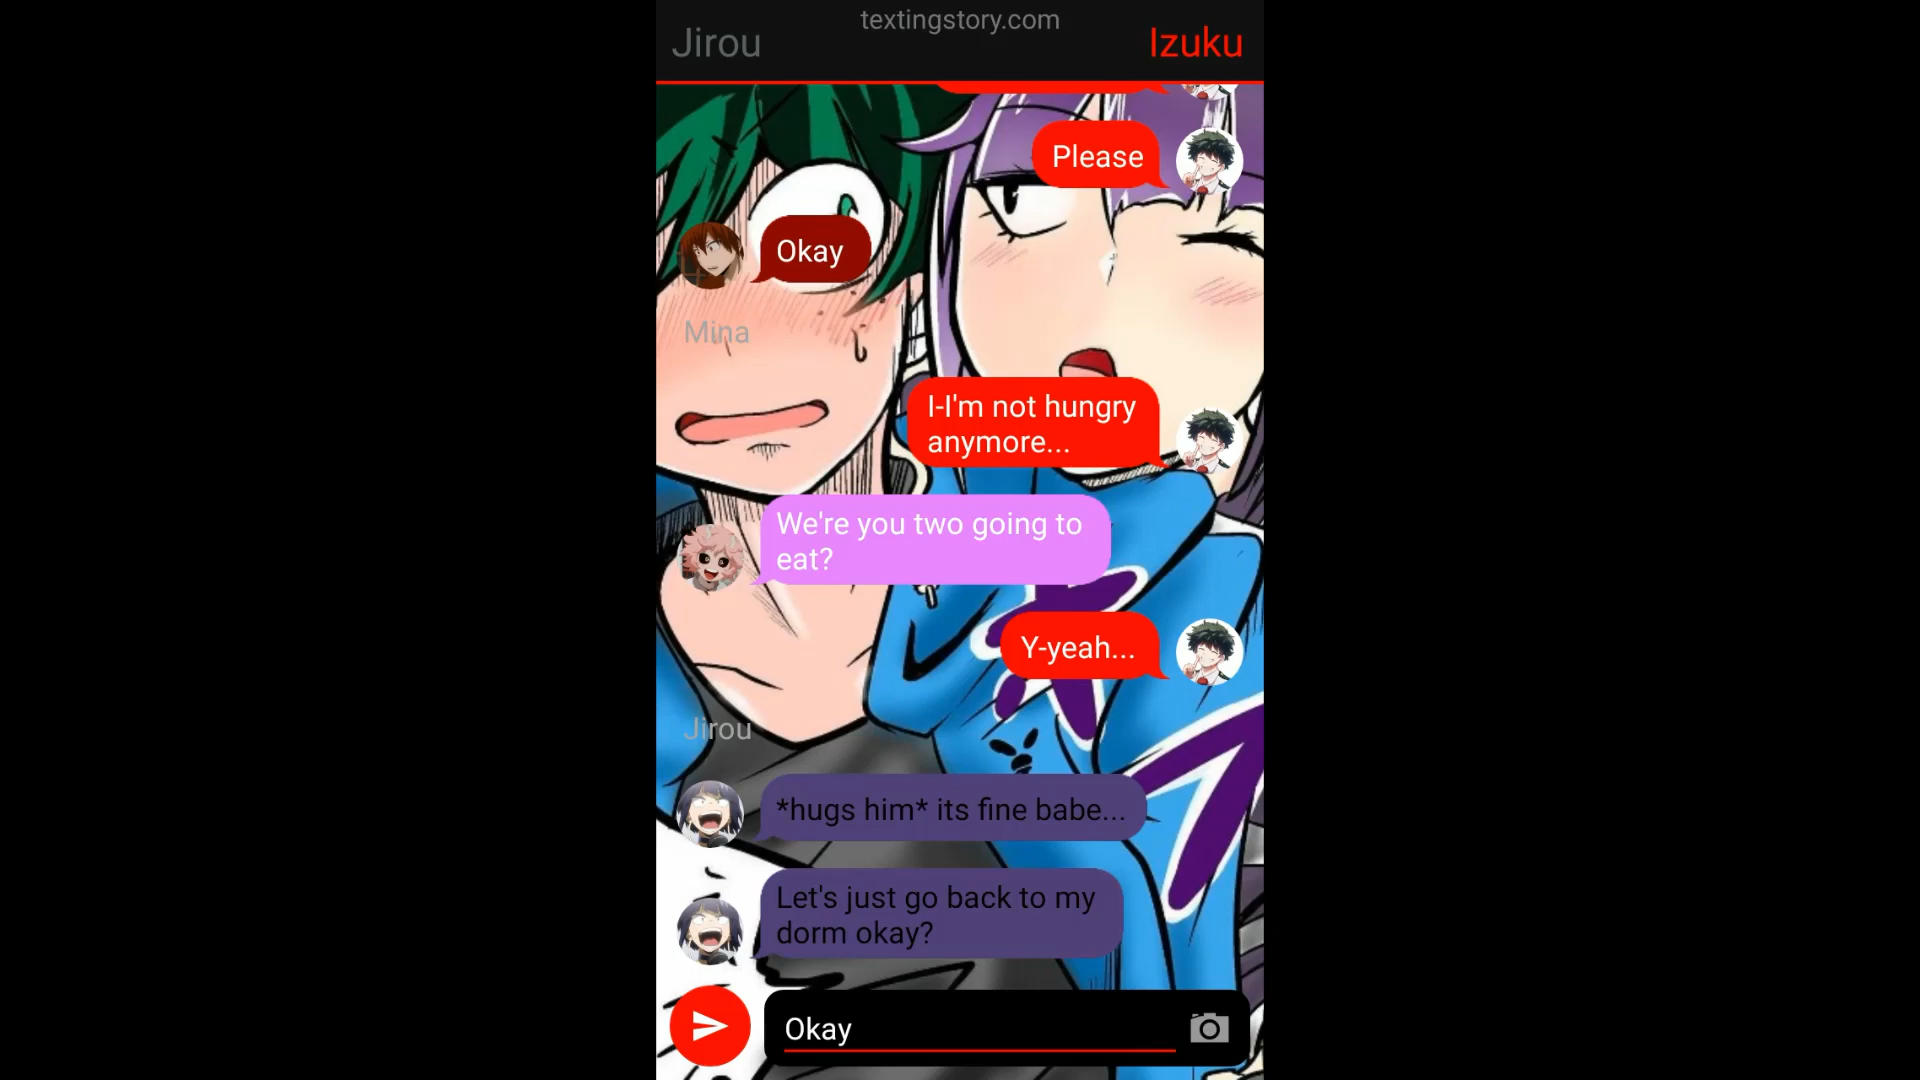 textingstory.com
Jirou
Izuku
Please
Okay
Mina
I-I'm not hungry
anymore...
We're you two going to
eat?
Y-yeah...
Jirou
*hugs him* its fine babe...
Let's just go back to my
dorm okay?
Okay